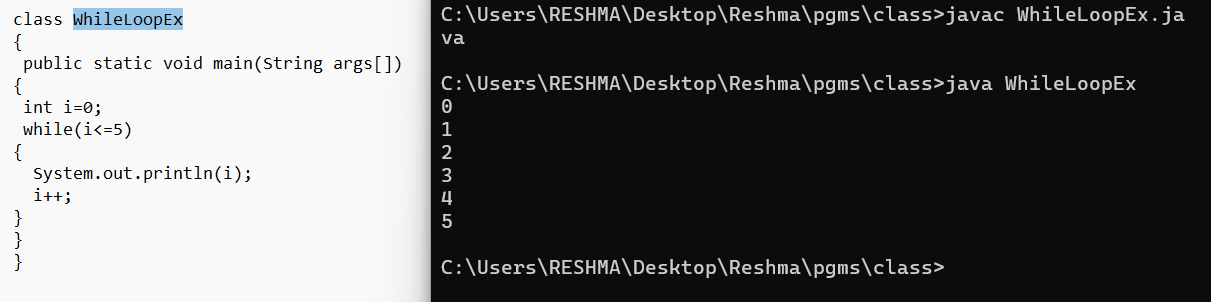 class WhileLoopEx
{
 public static void main(String args[])
{
 int i=0;
 while(i<=5)
{
  System.out.println(i);
  i++;
}
}
}
C:\Users\RESHMA\Desktop\Reshma\pgms\class>javac WhileLoopEx.ja
va
C:\Users\RESHMA\Desktop\Reshma\pgms\class>java WhileLoopEx
0
1
2
3
4
5
C:\Users\RESHMA\Desktop\Reshma\pgms\class>